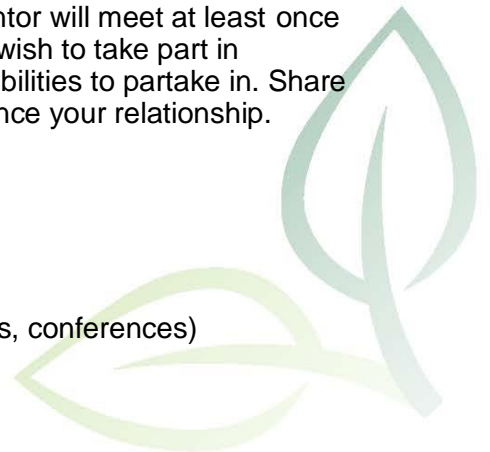 ntor will meet at least once
wish to take part in
bilities to partake in. Share
nce your relationship.
s, conferences)